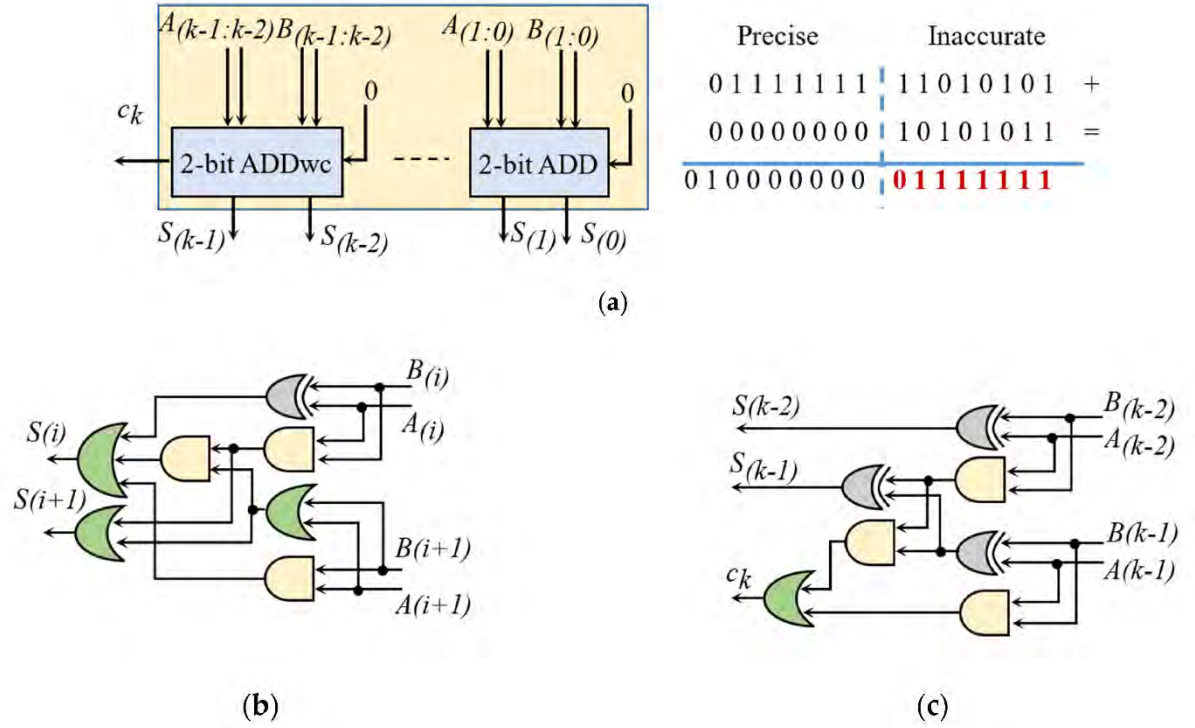 A(k-1:k-2) B(k-1:k-2) A(1:0) B(1:0)
0 0
ck
2-bit ADDwc 2-bit ADD
S(k-1) S(k-2) S(1) S(0)
Precise Inaccurate
0 1 1 1 1 1 1 1 1 1 0 1 0 1 0 1 +
0 0 0 0 0 0 0 0 1 0 1 0 1 0 1 1 =
0 1 0 0 0 0 0 0 0 0 1 1 1 1 1 1 1
(a)
B(i)
A(i)
S(i)
S(i+1)
B(i+1)
A(i+1)
(b)
B(k-2)
S(k-2)
A(k-2)
S(k-1)
B(k-1)
A(k-1)
ck
(c)